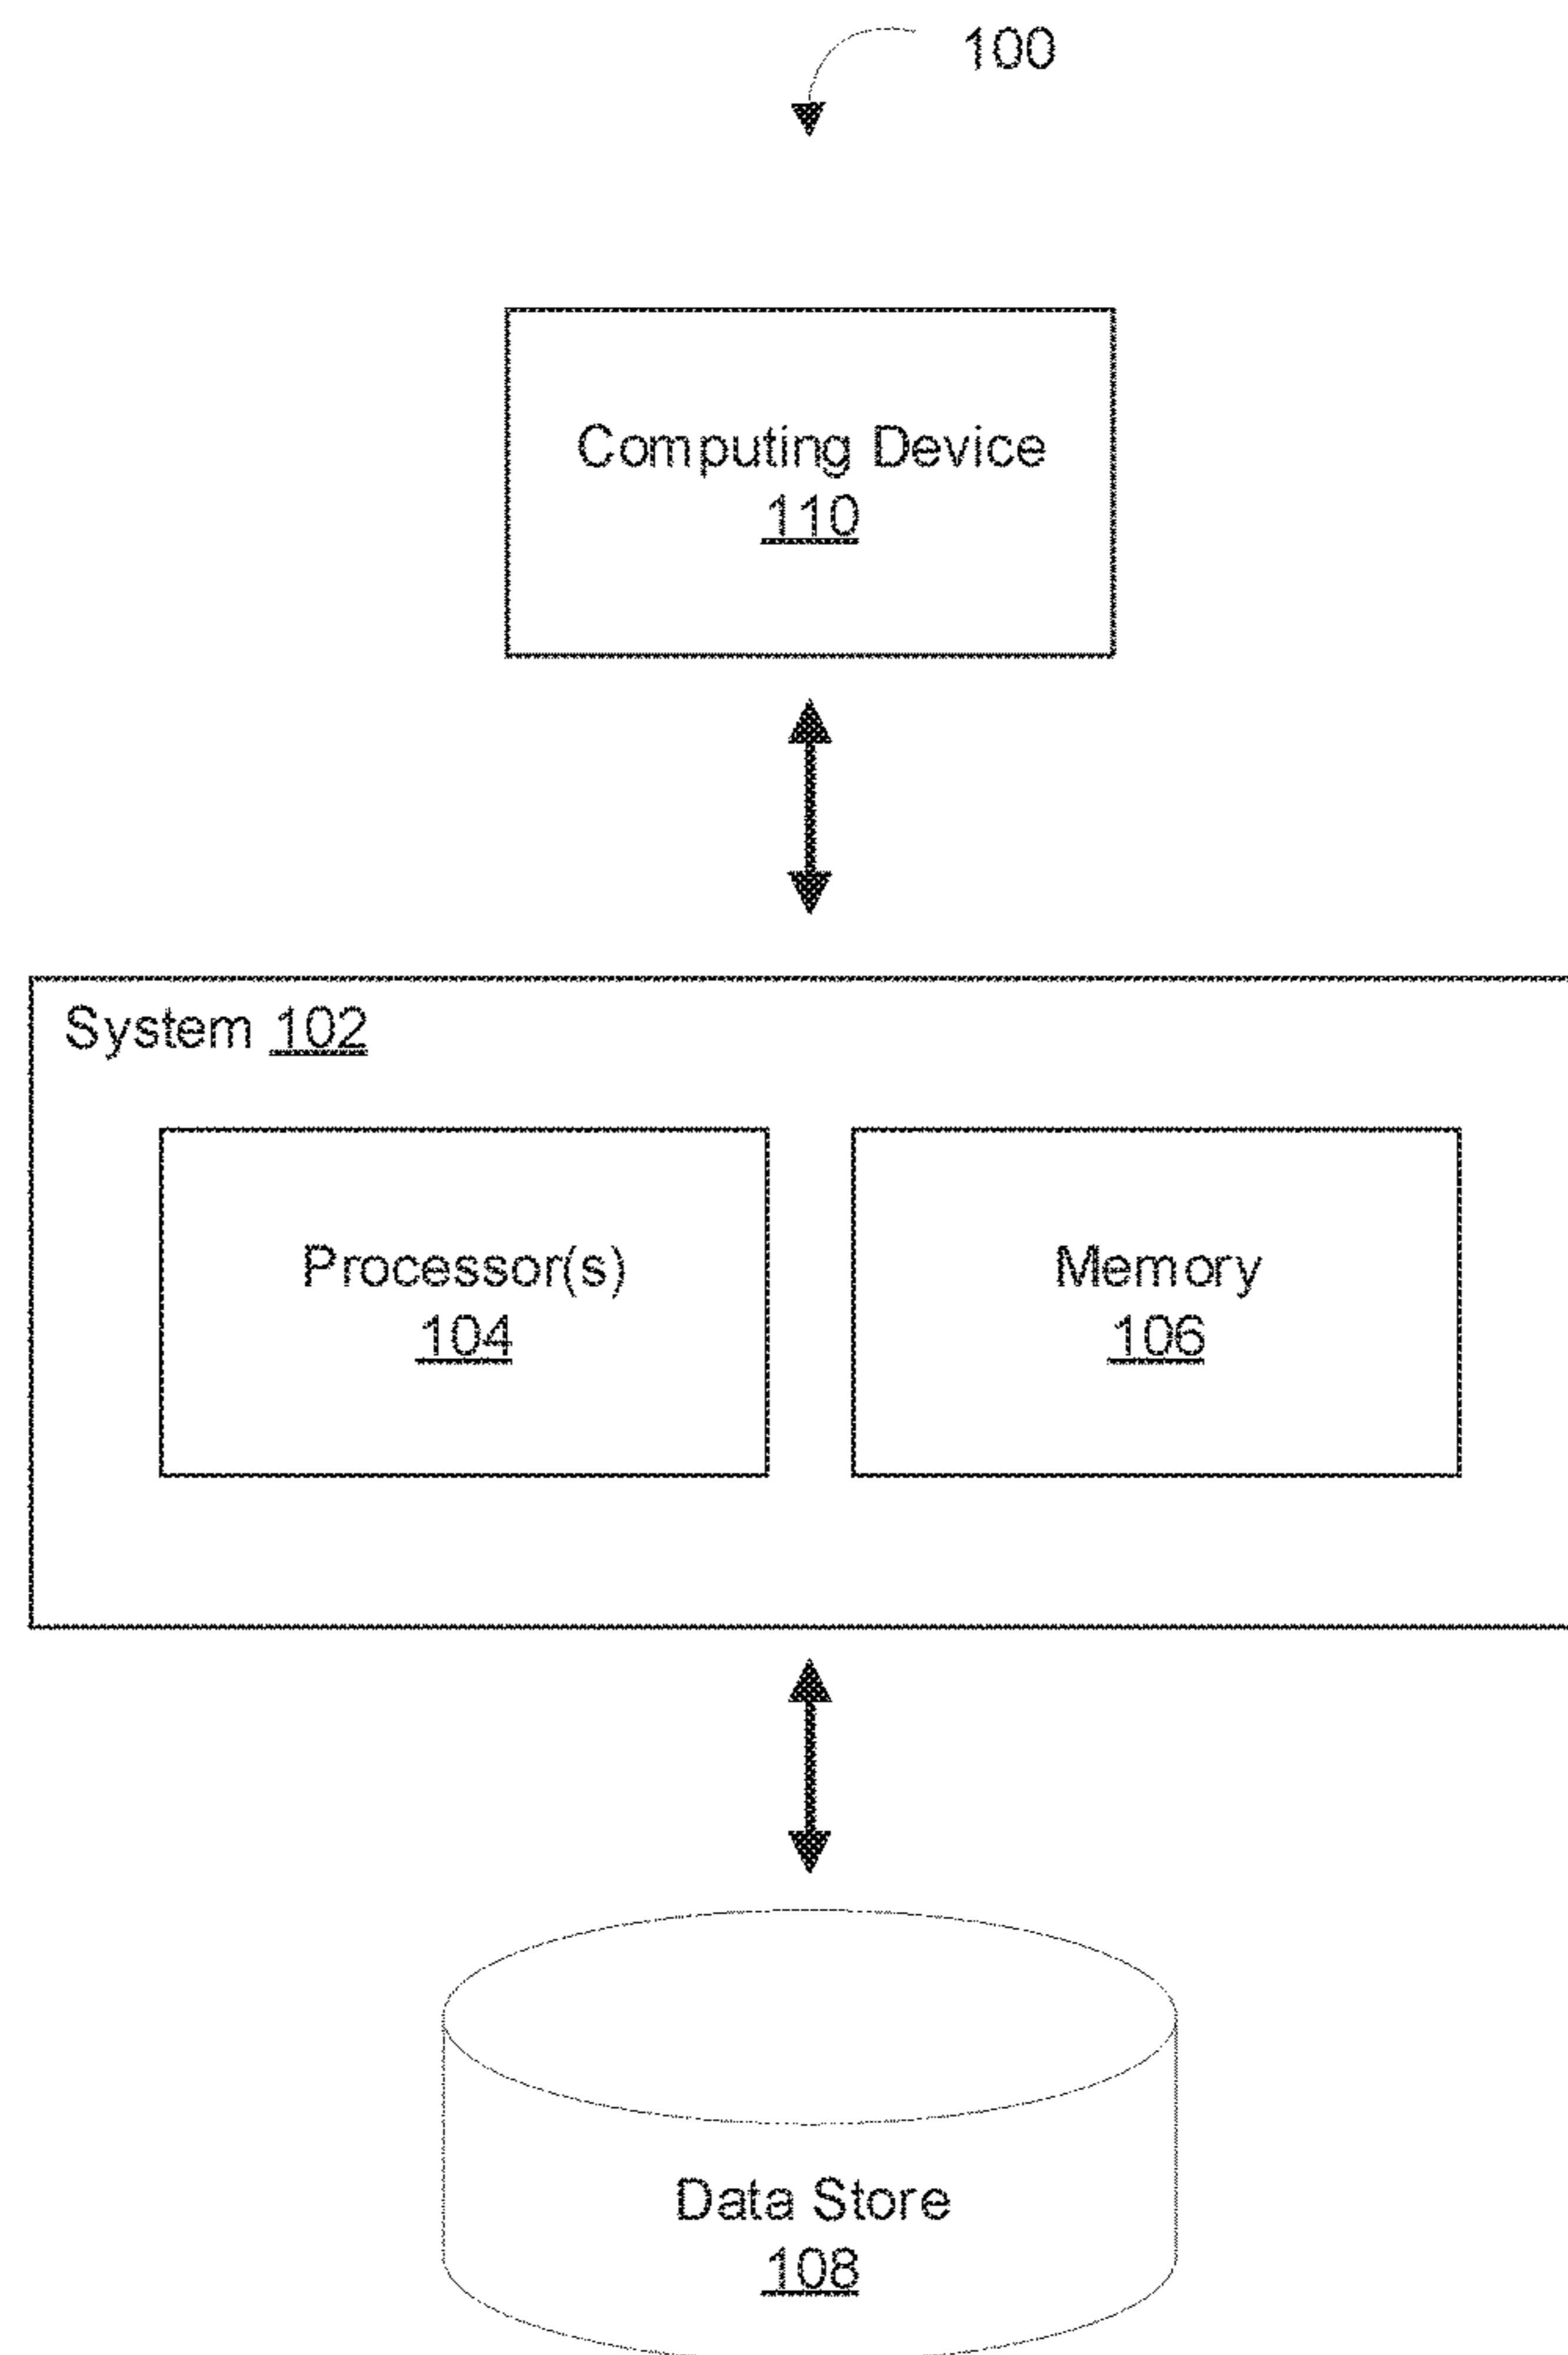 100
Computing Device
110
System 102
Processor(s)
104
Memory
106
Data Store
108